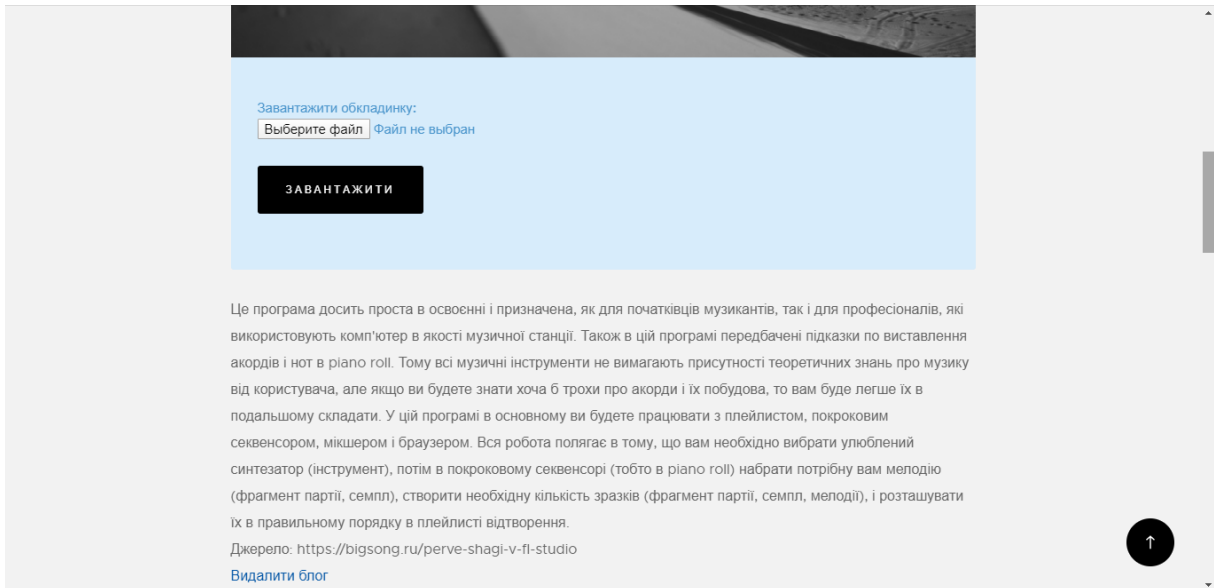 Завантажити обкладинку:
Выберите файл Файл не выбран
ЗАВАНТАЖИТИ
Це програма досить проста в освоєнні і призначена, як для початківців музикантів, так і для професіоналів, які
використовують комп'ютер в якості музичної станції. Також в цій програмі передбачені підказки по виставлення
акордів і нот в piano roll. Тому всі музичні інструменти не вимагають присутності теоретичних знань про музику
від користувача, але якщо ви будете знати хоча б трохи про акорди і їх побудова, то вам буде легше їх в
подальшому складати. У цій програмі в основному ви будете працювати з плейлистом, покроковим
секвенсором, мікшером і браузером. Вся робота полягає в тому, що вам необхідно вибрати улюблений
синтезатор (інструмент), потім в покроковому секвенсорі (тобто в piano roll) набрати потрібну вам мелодію
(фрагмент партії, семпл), створити необхідну кількість зразків (фрагмент партії, семпл, мелодії), і розташувати
їх в правильному порядку в плейлисті відтворення.
Джерело: https://bigsong.ru/perve-shagi-v-fl-studio
Видалити блог